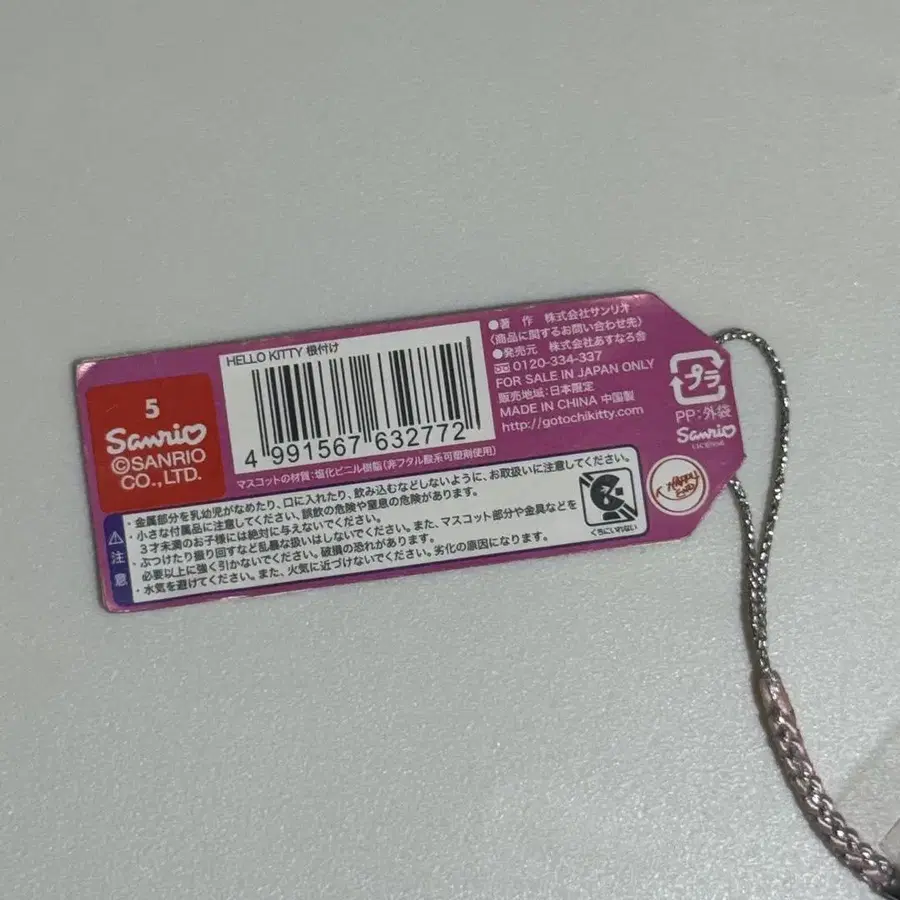 5
Sanrio
©SANRIO
CO.,LTD.
HELLO KITTY 根付け
4 991567 632772
マスコットの材質:塩化ビニル樹脂(非フタル酸系可塑剤使用)
●著 作 株式会社サンリオ
〈商品に関するお問い合わせ先〉
●発売元 株式会社あすなろ舎
0120-334-337
FOR SALE IN JAPAN ONLY
販売地域:日本限定
MADE IN CHINA 中国製
http://gotochikitty.com
プラ
PP:外袋
Sanrio
LICENSE
注意
・金属部分を乳幼児がなめたり、口に入れたり、飲み込むなどしないように、お取扱いに注意してください。
・小さな付属品に注意してください、誤飲の危険や窒息の危険があります。
3才未満のお子様には絶対に与えないでください。
・ぶつけたり振り回すなど乱暴な扱いはしないでください。また、マスコット部分や金具などを
必要以上に強く引かないでください。破損の恐れがあります。
・水気を避けてください。また、火気に近づけないでください。劣化の原因になります。
くちにいれない